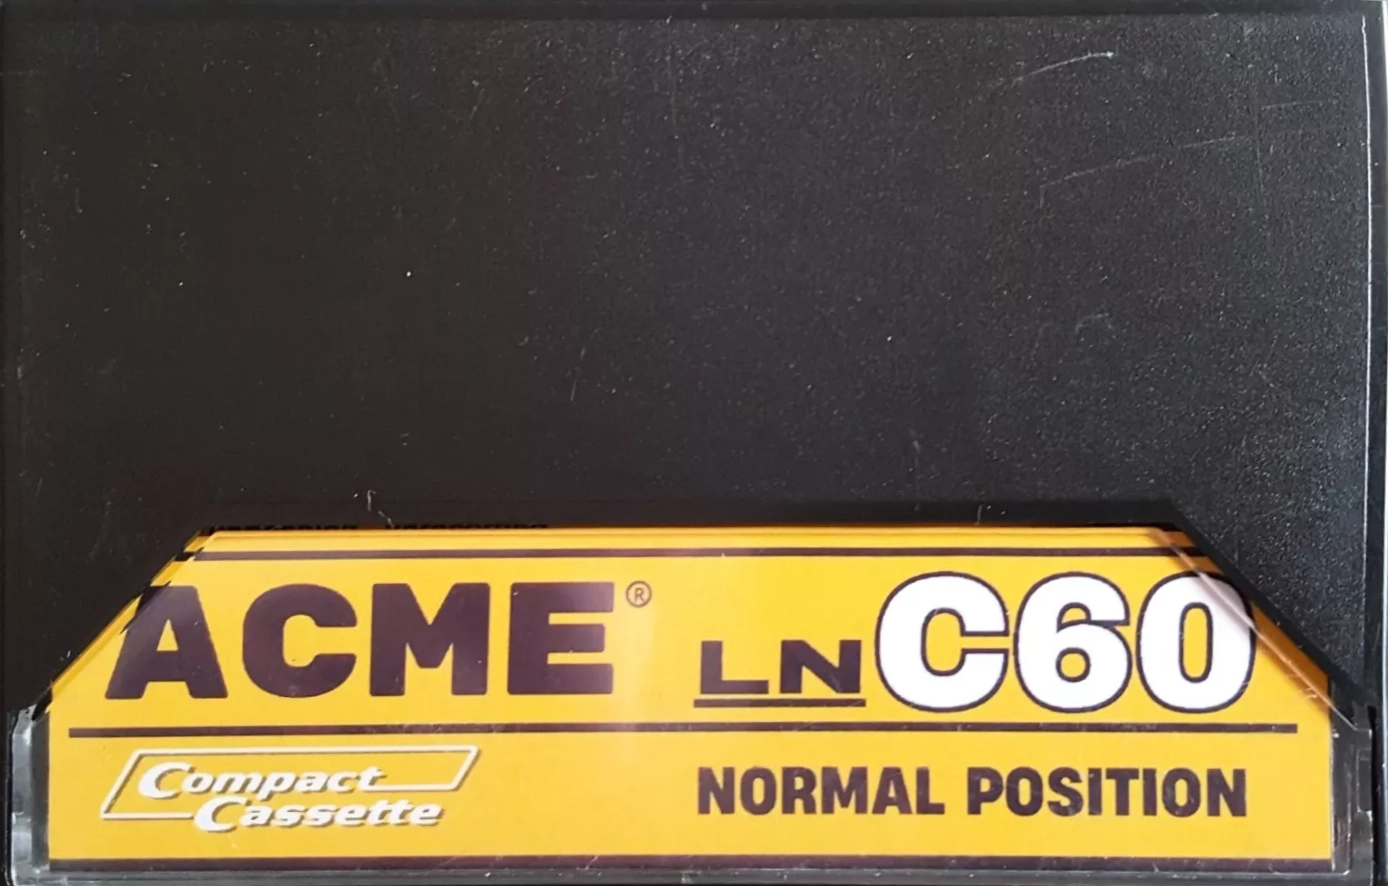 ACME® LN C60
Compact Cassette
NORMAL POSITION